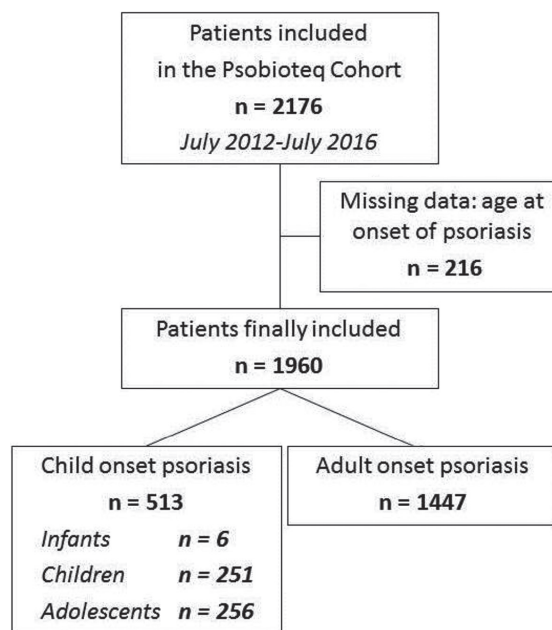 Patients included
in the Psobioteq Cohort
n = 2176
July 2012-July 2016
Missing data: age at
onset of psoriasis
n = 216
Patients finally included
n = 1960
Child onset psoriasis
n = 513
Infants n = 6
Children n = 251
Adolescents n = 256
Adult onset psoriasis
n = 1447